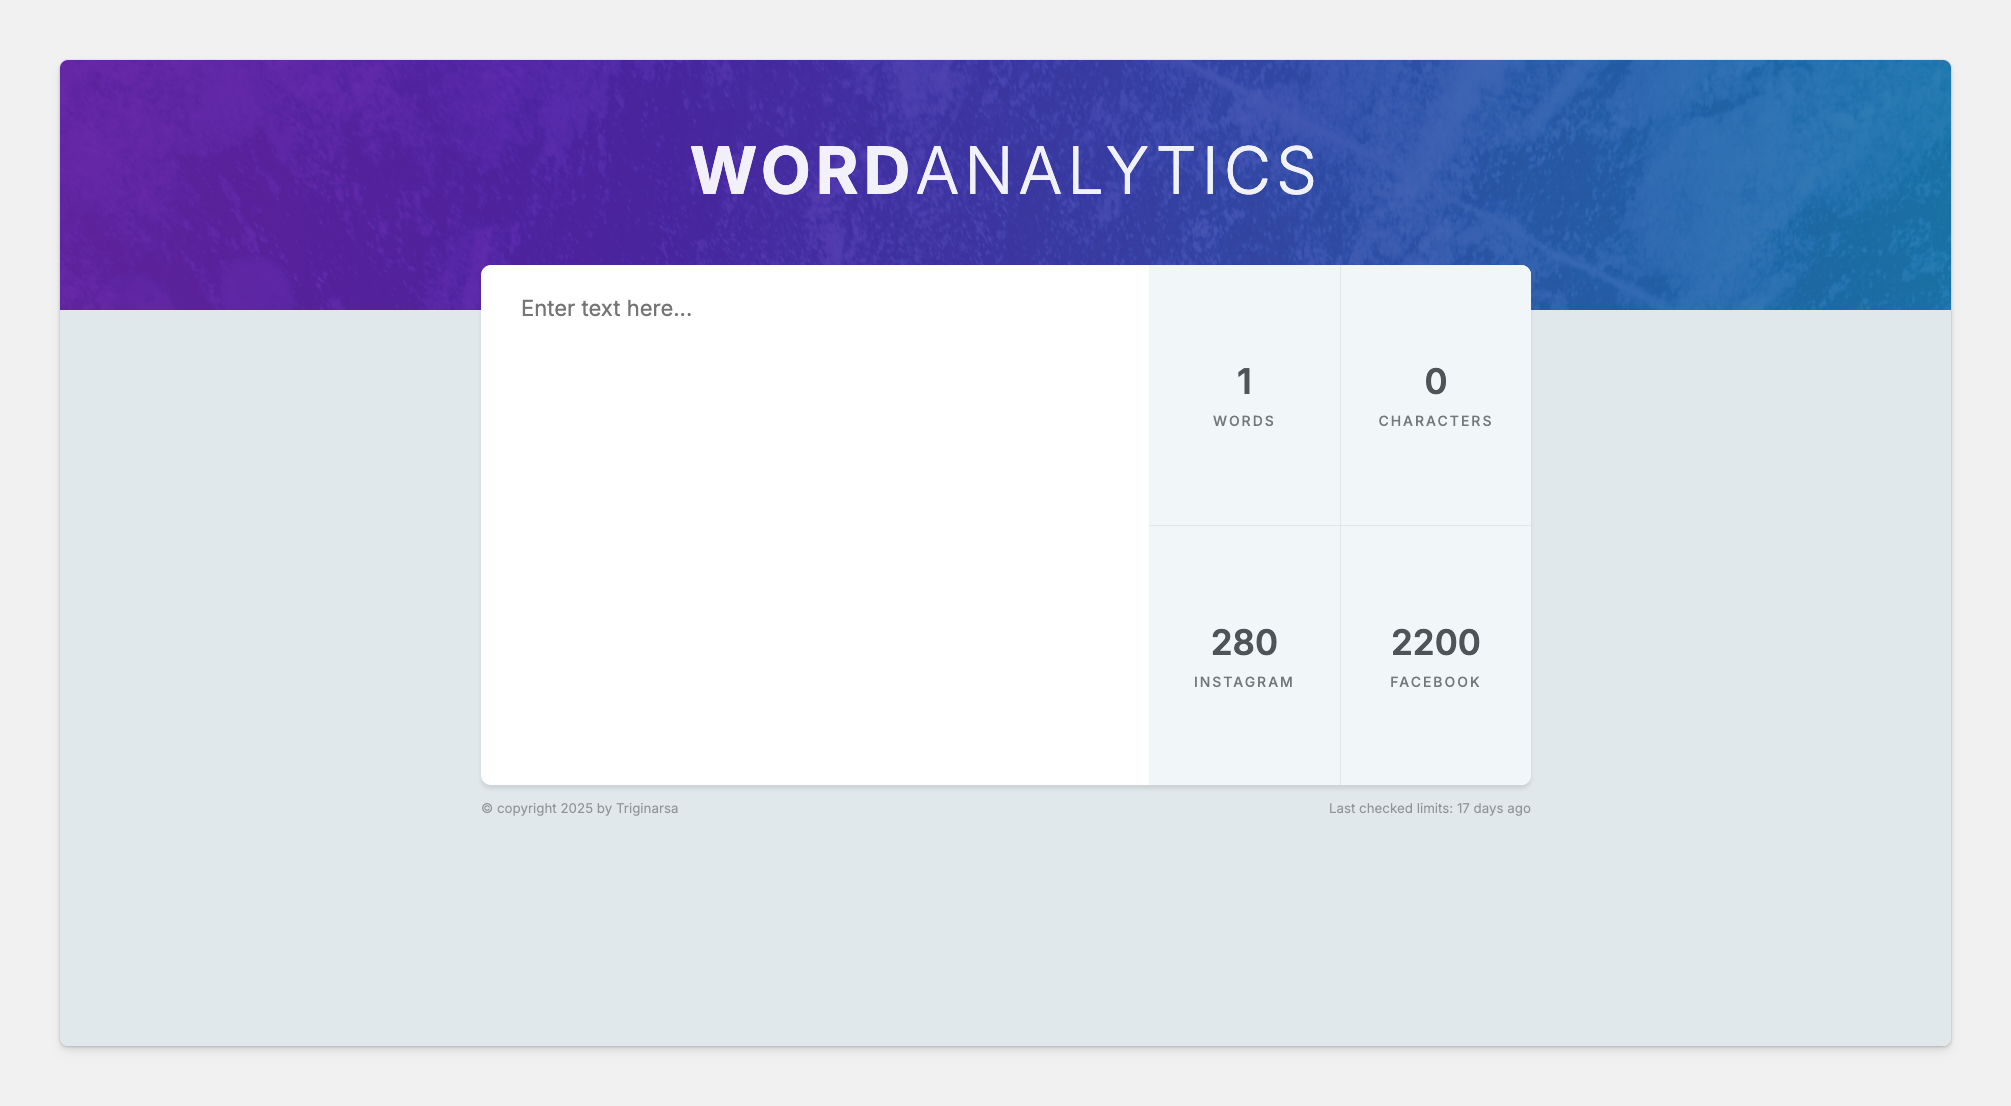 WORDANALYTICS
Enter text here...
1
WORDS
0
CHARACTERS
280
INSTAGRAM
2200
FACEBOOK
© copyright 2025 by Triginarsa
Last checked limits: 17 days ago